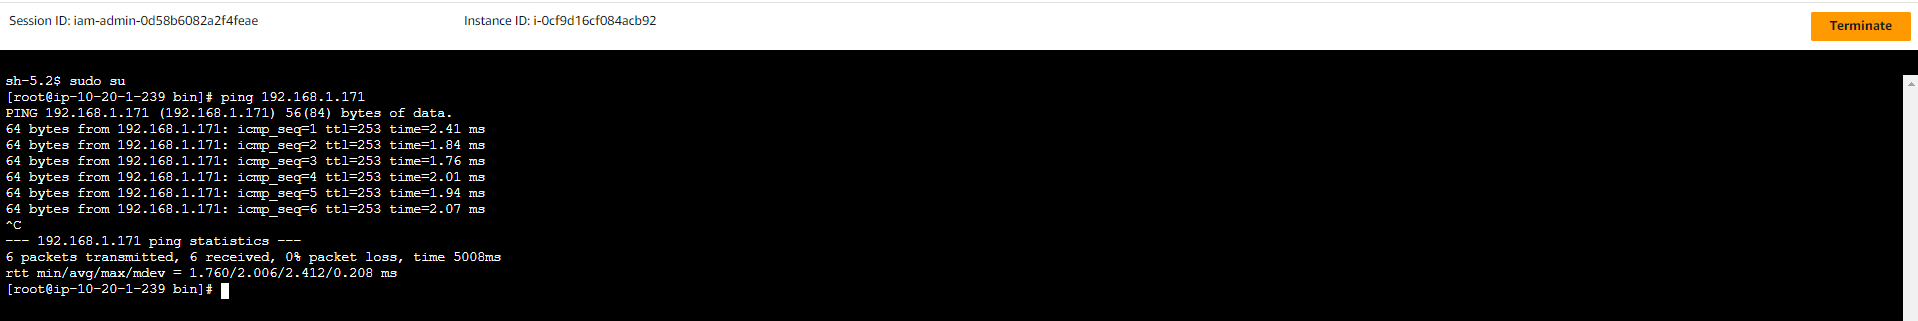 Session ID: iam-admin-0d58b6082a2f4feae Instance ID: i-0cf9d16cf084acb92 Terminate
sh-5.2$ sudo su
[root@ip-10-20-1-239 bin]# ping 192.168.1.171
PING 192.168.1.171 (192.168.1.171) 56(84) bytes of data.
64 bytes from 192.168.1.171: icmp_seq=1 ttl=253 time=2.41 ms
64 bytes from 192.168.1.171: icmp_seq=2 ttl=253 time=1.84 ms
64 bytes from 192.168.1.171: icmp_seq=3 ttl=253 time=1.76 ms
64 bytes from 192.168.1.171: icmp_seq=4 ttl=253 time=2.01 ms
64 bytes from 192.168.1.171: icmp_seq=5 ttl=253 time=1.94 ms
64 bytes from 192.168.1.171: icmp_seq=6 ttl=253 time=2.07 ms
^C
--- 192.168.1.171 ping statistics ---
6 packets transmitted, 6 received, 0% packet loss, time 5008ms
rtt min/avg/max/mdev = 1.760/2.006/2.412/0.208 ms
[root@ip-10-20-1-239 bin]#